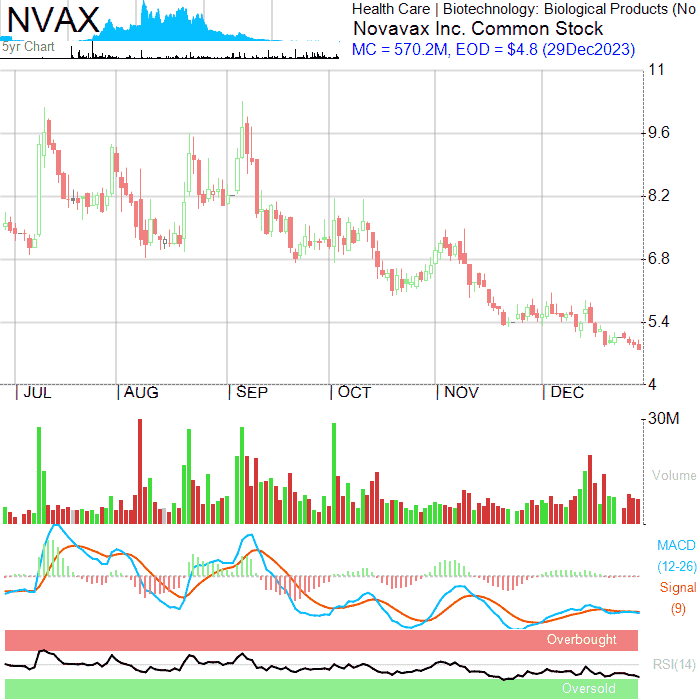 NVAX
5yr Chart
Health Care | Biotechnology: Biological Products (No
Novavax Inc. Common Stock
MC = 570.2M, EOD = $4.8 (29Dec2023)
11
9.6
8.2
6.8
5.4
4
| JUL | AUG | SEP | OCT | NOV | DEC
30M
Volume
MACD
(12-26)
Signal
(9)
Overbought
RSI(14)
Oversold